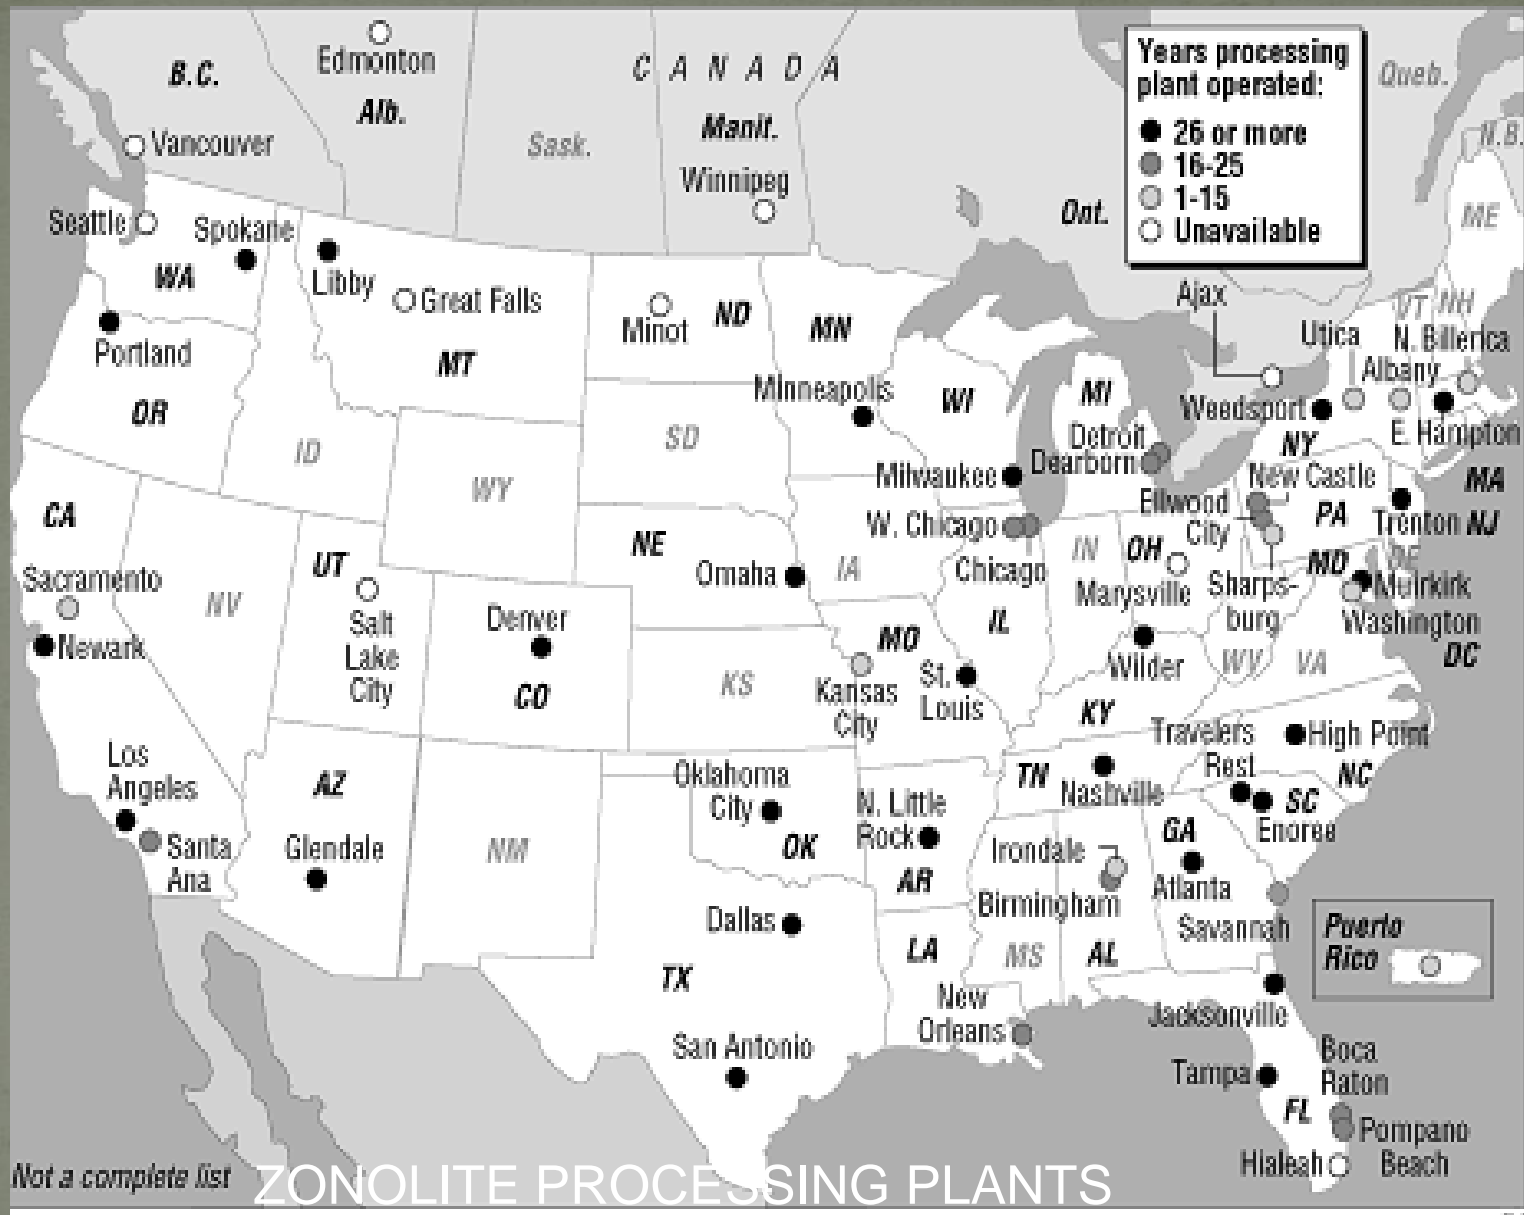 Years processing
plant operated:
26 or more
16-25
1-15
Unavailable
B.C.
Edmonton
Alb.
Vancouver
Sask.
CANADA
Manit.
Winnipeg
Ont.
Queb.
N.B.
ME
Seattle
Spokane
WA
Libby
Great Falls
MT
Minot
ND
MN
Ajax
Utica
VT
NH
N. Billerica
Albany
Portland
OR
ID
WY
SD
Minneapolis
WI
MI
Weedsport
NY
E. Hampton
MA
Detroit
Dearborn
Milwaukee
W. Chicago
Chicago
Ellwood
City
New Castle
PA
Trenton NJ
CA
Sacramento
Newark
NV
UT
Salt
Lake
City
NE
Omaha
IA
IL
IN
OH
Marysville
Sharps-
burg
MD
DE
Muirkirk
Washington
DC
Denver
CO
KS
MO
Kansas
City
St.
Louis
Wilder
KY
WV
VA
Los
Angeles
Santa
Ana
AZ
Glendale
NM
Oklahoma
City
OK
N. Little
Rock
AR
TN
Nashville
Travelers
Rest
High Point
NC
SC
Enoree
GA
Atlanta
Savannah
Irondale
Birmingham
AL
MS
LA
New
Orleans
Dallas
TX
San Antonio
Jacksonville
Tampa
FL
Boca
Raton
Pompano
Beach
Hialeah
Puerto
Rico
Not a complete list
ZONOLITE PROCESSING PLANTS